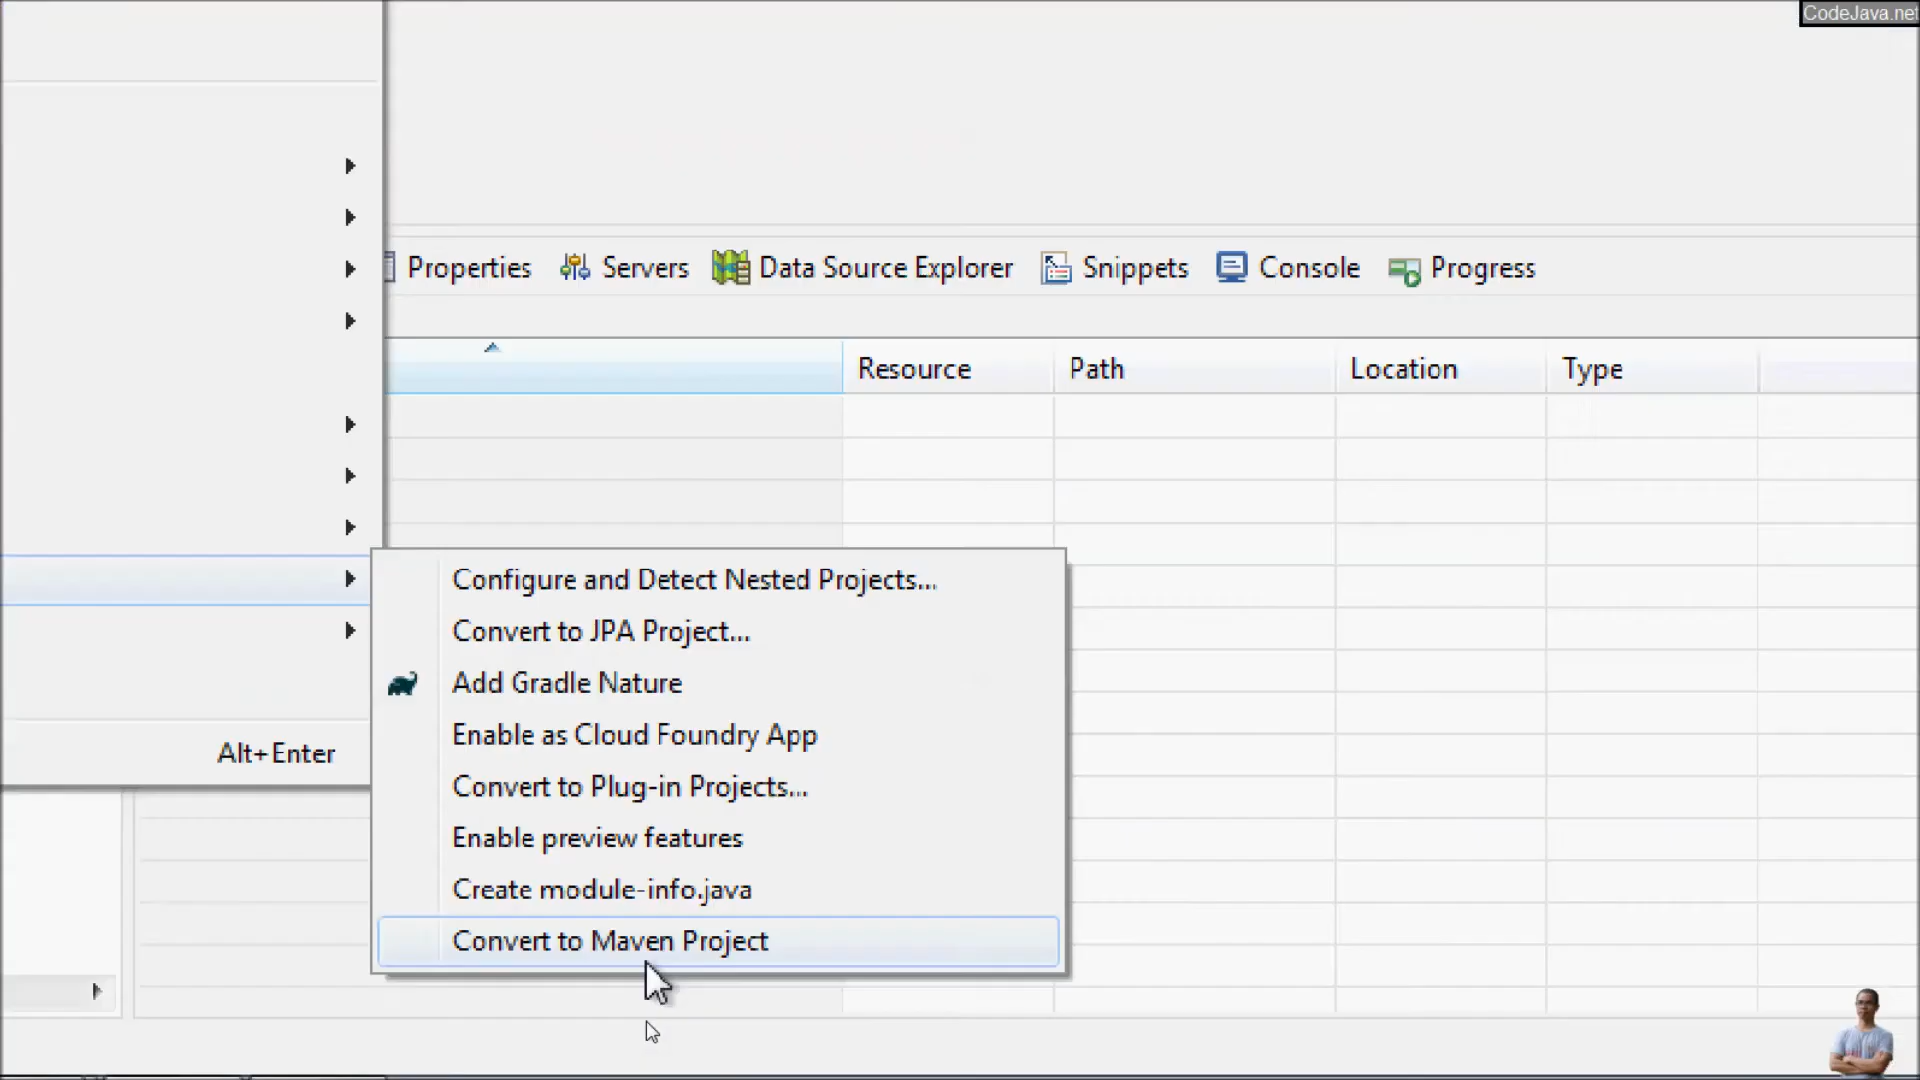 CodeJava.net
Properties
Servers
Data Source Explorer
Snippets
Console
Progress
Resource
Path
Location
Type
Configure and Detect Nested Projects...
Convert to JPA Project...
Add Gradle Nature
Enable as Cloud Foundry App
Alt+Enter
Convert to Plug-in Projects...
Enable preview features
Create module-info.java
Convert to Maven Project